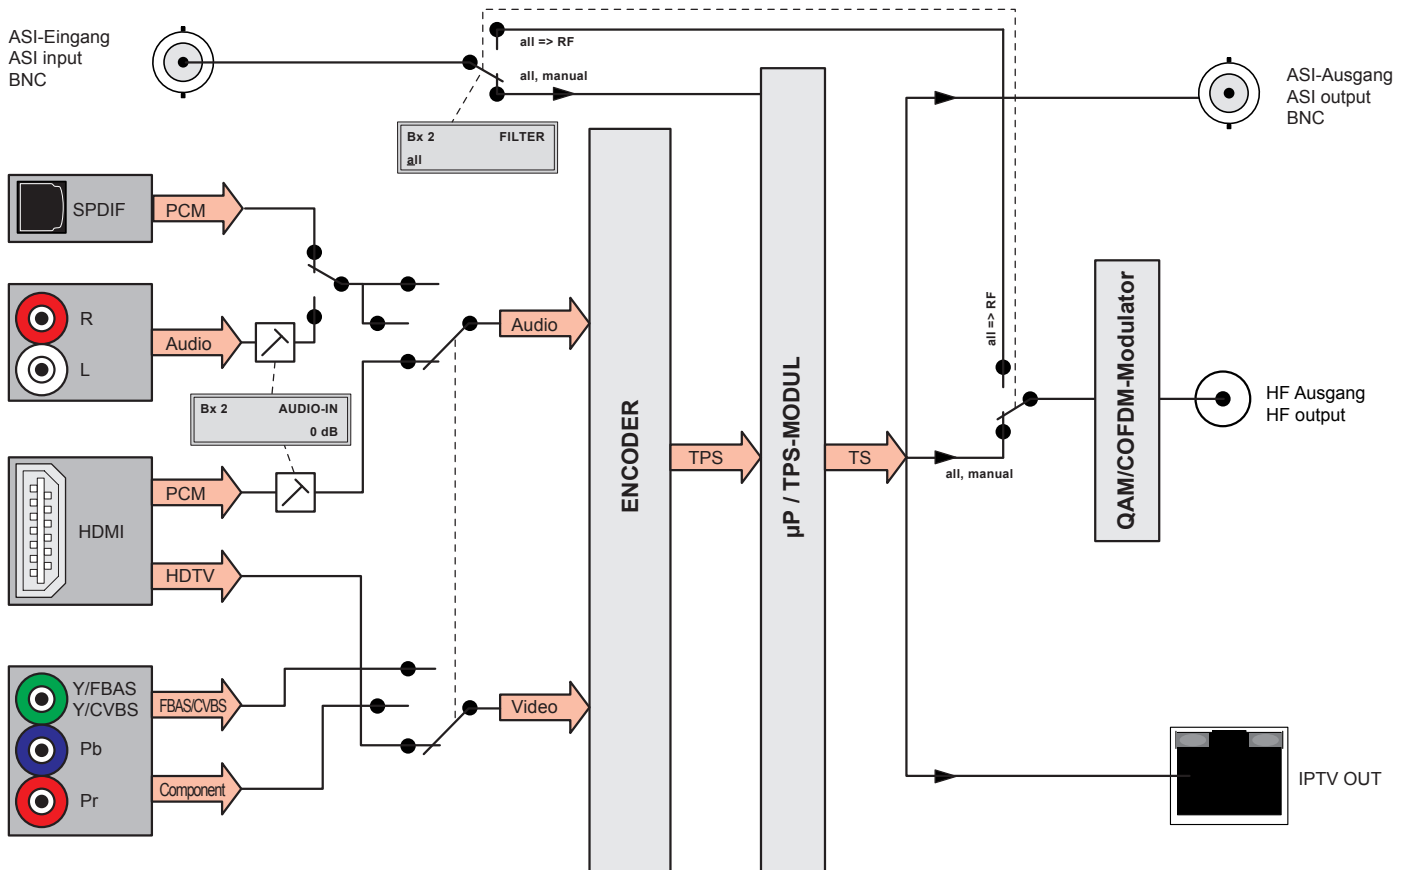 ASI-Eingang
ASI input
BNC
all => RF
all, manual
Bx 2 FILTER
all
ASI-Ausgang
ASI output
BNC
SPDIF
PCM
R
L
Audio
Bx 2 AUDIO-IN
0 dB
Audio
HDMI
PCM
HDTV
Y/FBAS
Y/CVBS
Pb
Pr
FBAS/CVBS
Component
Video
ENCODER
TPS
µP / TPS-MODUL
TS
all => RF
all, manual
QAM/COFDM-Modulator
HF Ausgang
HF output
IPTV OUT